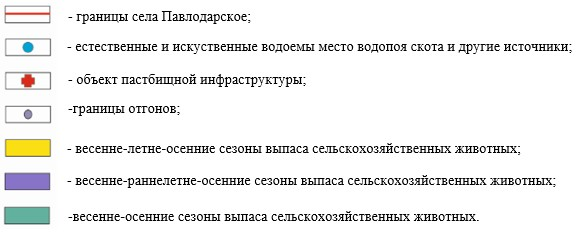 - границы села Павлодарское;
- естественные и искуственные водоемы место водопоя скота и другие источники;
- объект пастбищной инфраструктуры;
-границы отгонов;
- весенне-летне-осенние сезоны выпаса сельскохозяйственных животных;
- весенне-раннелетне-осенние сезоны выпаса сельскохозяйственных животных;
-весенне-осенние сезоны выпаса сельскохозяйственных животных.